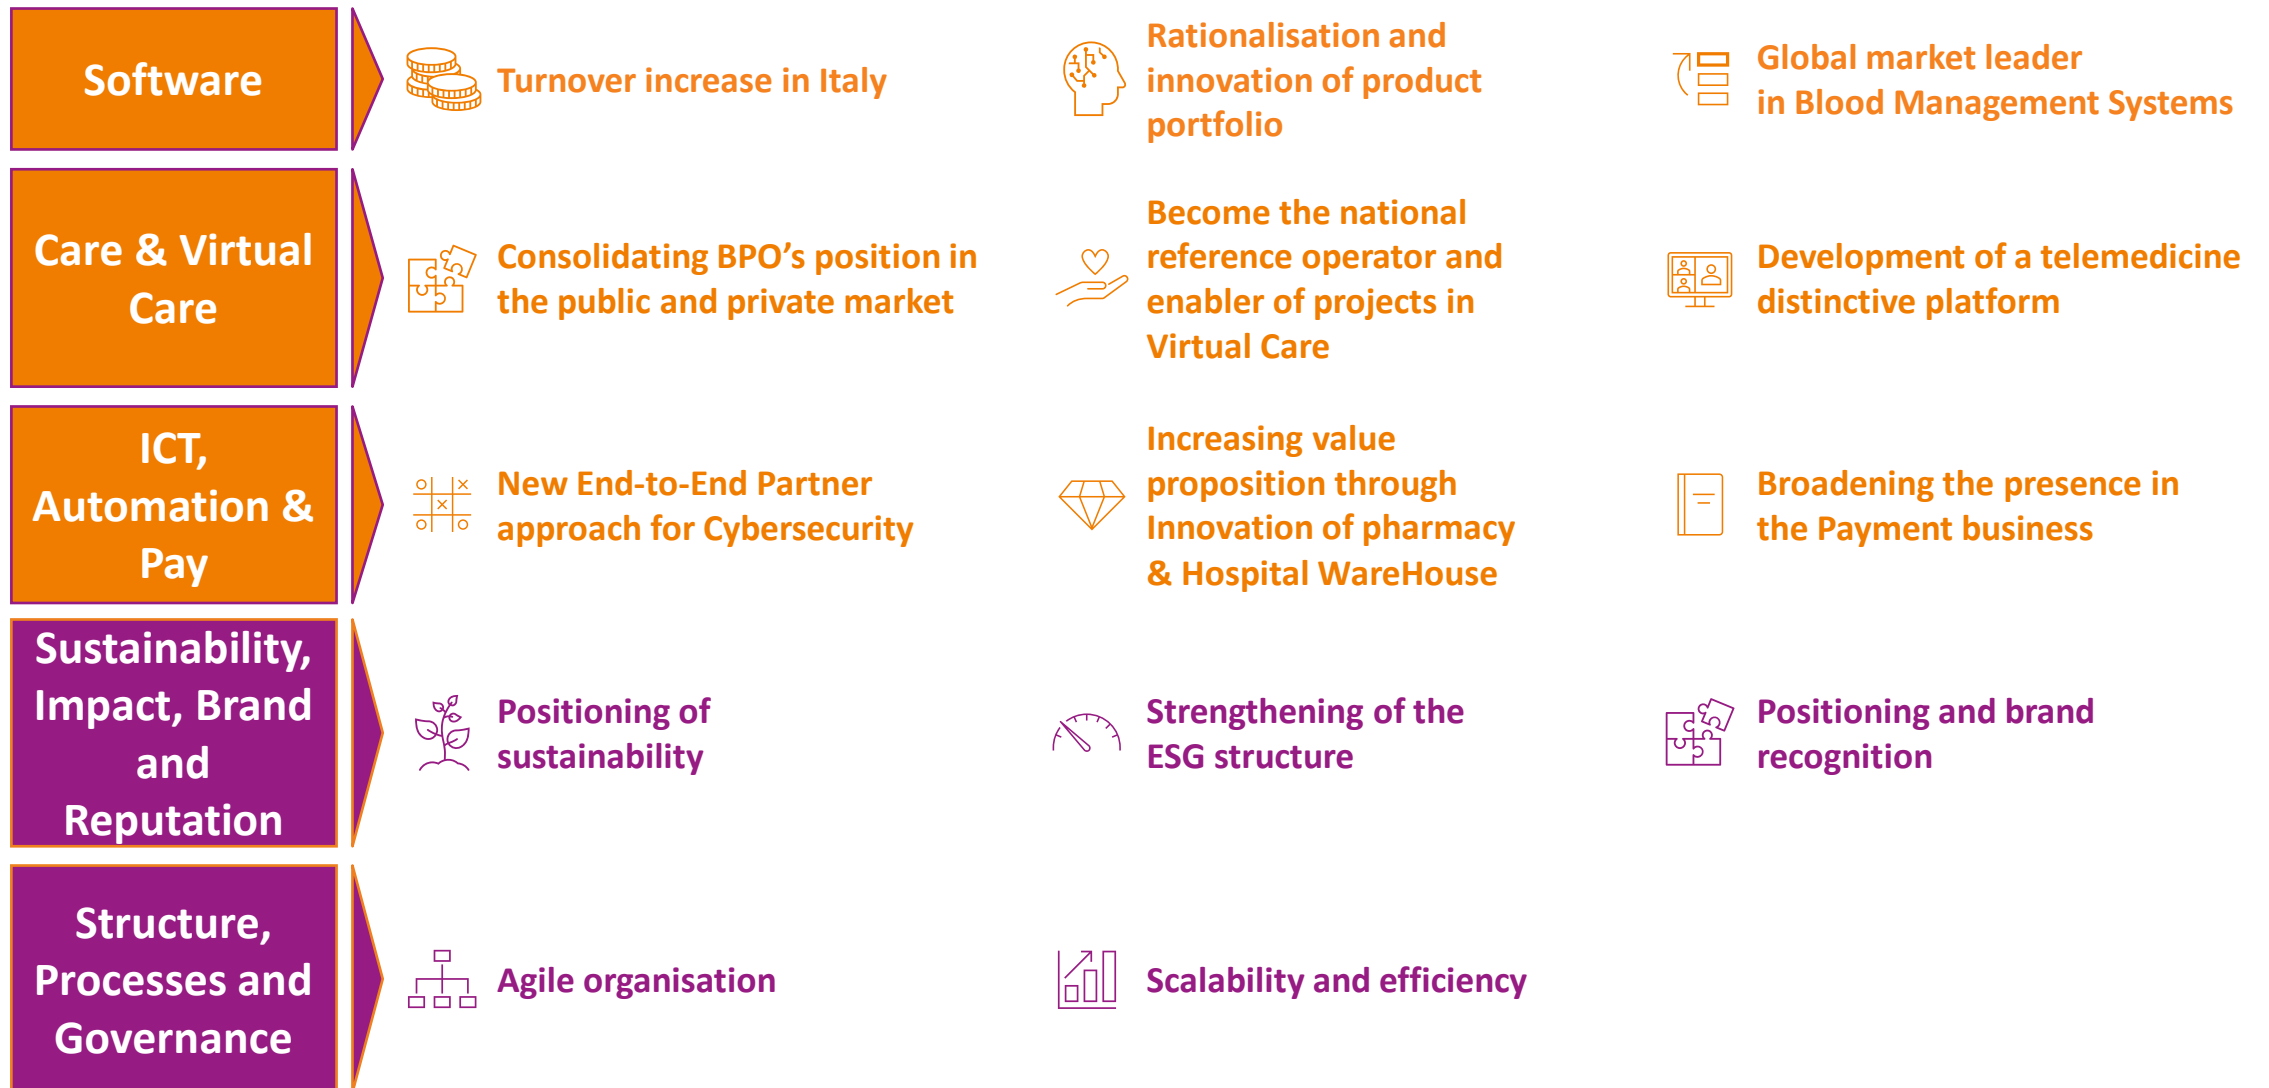 Software
Turnover increase in Italy
Rationalisation and
innovation of product
portfolio
Global market leader
in Blood Management Systems
Care & Virtual
Care
Consolidating BPO’s position in
the public and private market
Become the national
reference operator and
enabler of projects in
Virtual Care
Development of a telemedicine
distinctive platform
ICT,
Automation &
Pay
New End-to-End Partner
approach for Cybersecurity
Increasing value
proposition through
Innovation of pharmacy
& Hospital WareHouse
Broadening the presence in
the Payment business
Sustainability,
Impact, Brand
and
Reputation
Positioning of
sustainability
Strengthening of the
ESG structure
Positioning and brand
recognition
Structure,
Processes and
Governance
Agile organisation
Scalability and efficiency